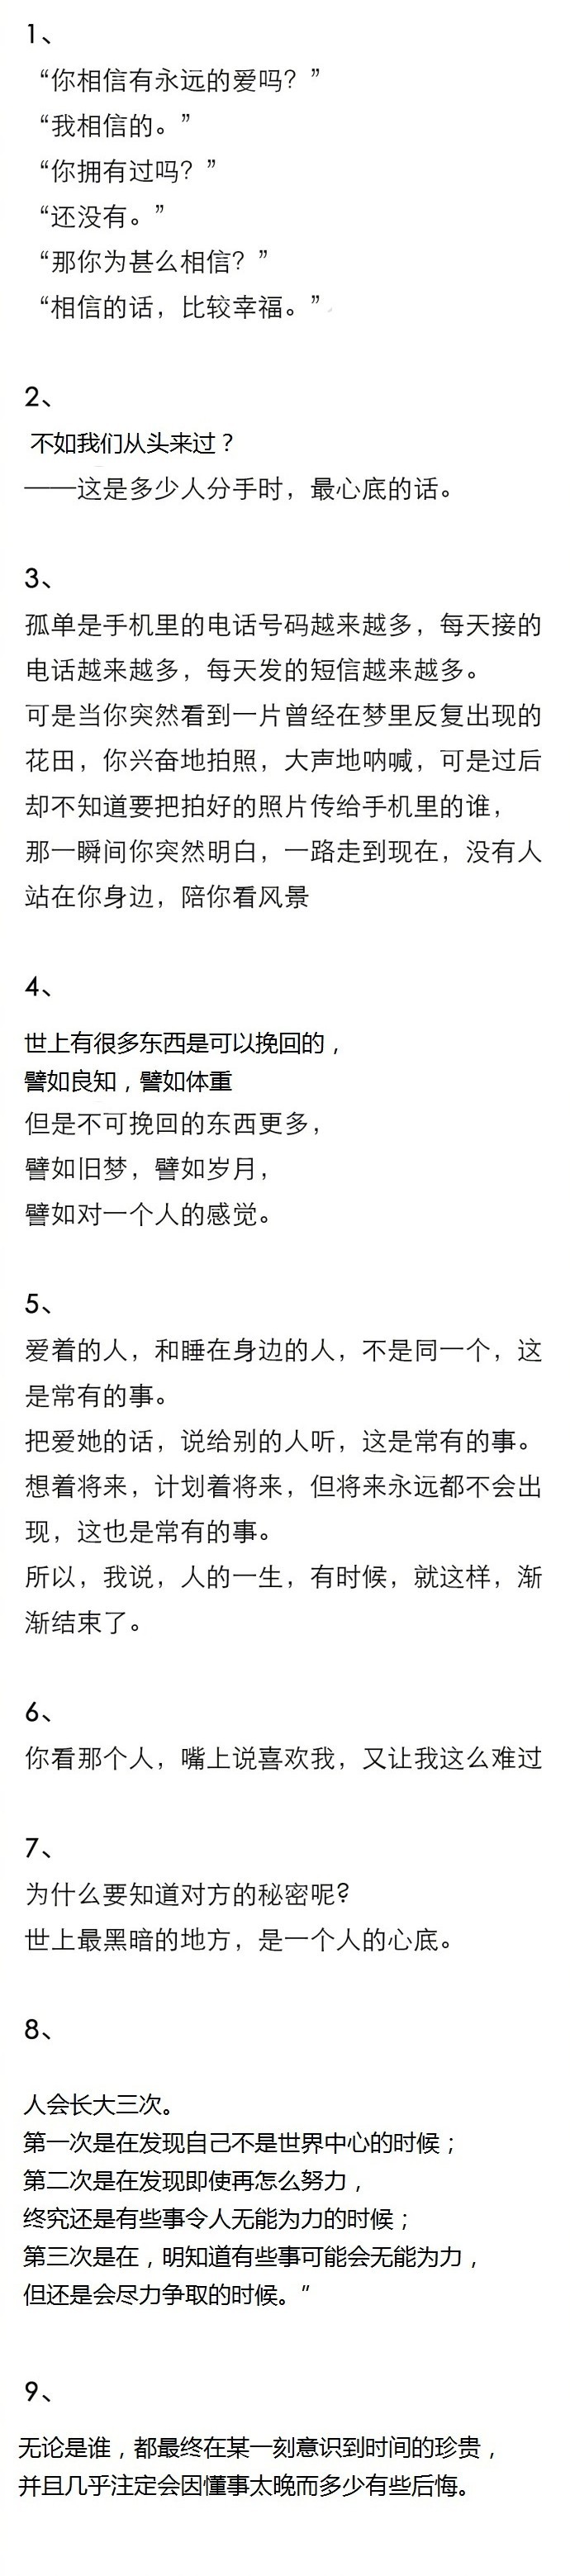 1、
“你相信有永远的爱吗？”
“我相信的。”
“你拥有过吗？”
“还没有。”
“那你为甚么相信？”
“相信的话，比较幸福。”
2、
不如我们从头来过？
——这是多少人分手时，最心底的话。
3、
孤单是手机里的电话号码越来越多，每天接的
电话越来越多，每天发的短信越来越多。
可是当你突然看到一片曾经在梦里反复出现的
花田，你兴奋地拍照，大声地呐喊，可是过后
却不知道要把拍好的照片传给手机里的谁，
那一瞬间你突然明白，一路走到现在，没有人
站在你身边，陪你看风景
4、
世上有很多东西是可以挽回的，
譬如良知，譬如体重
但是不可挽回的东西更多，
譬如旧梦，譬如岁月，
譬如对一个人的感觉。
5、
爱着的人，和睡在身边的人，不是同一个，这
是常有的事。
把爱她的话，说给别的人听，这是常有的事。
想着将来，计划着将来，但将来永远都不会出
现，这也是常有的事。
所以，我说，人的一生，有时候，就这样，渐
渐结束了。
6、
你看那个人，嘴上说喜欢我，又让我这么难过
7、
为什么要知道对方的秘密呢？
世上最黑暗的地方，是一个人的心底。
8、
人会长大三次。
第一次是在发现自己不是世界中心的时候；
第二次是在发现即使再怎么努力，
终究还是有些事令人无能为力的时候；
第三次是在，明知道有些事可能会无能为力，
但还是会尽力争取的时候。”
9、
无论是谁，都最终在某一刻意识到时间的珍贵，
并且几乎注定会因懂事太晚而多少有些后悔。